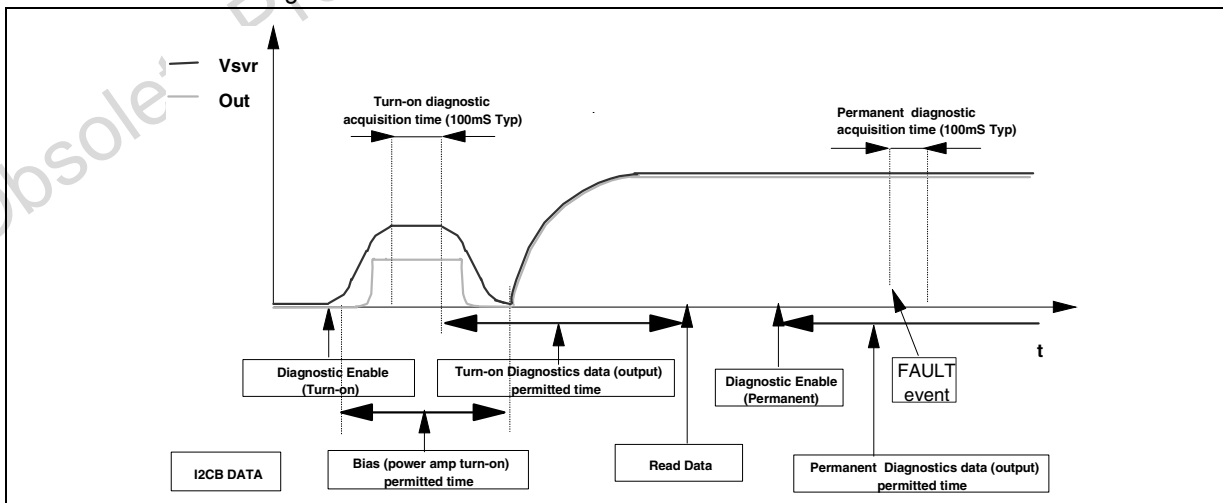 Obsolete
Vsvr
Out
Turn-on diagnostic
acquisition time (100mS Typ)
Permanent diagnostic
acquisition time (100mS Typ)
t
Diagnostic Enable
(Turn-on)
Turn-on Diagnostics data (output)
permitted time
Diagnostic Enable
(Permanent)
FAULT
event
I2CB DATA
Bias (power amp turn-on)
permitted time
Read Data
Permanent Diagnostics data (output)
permitted time